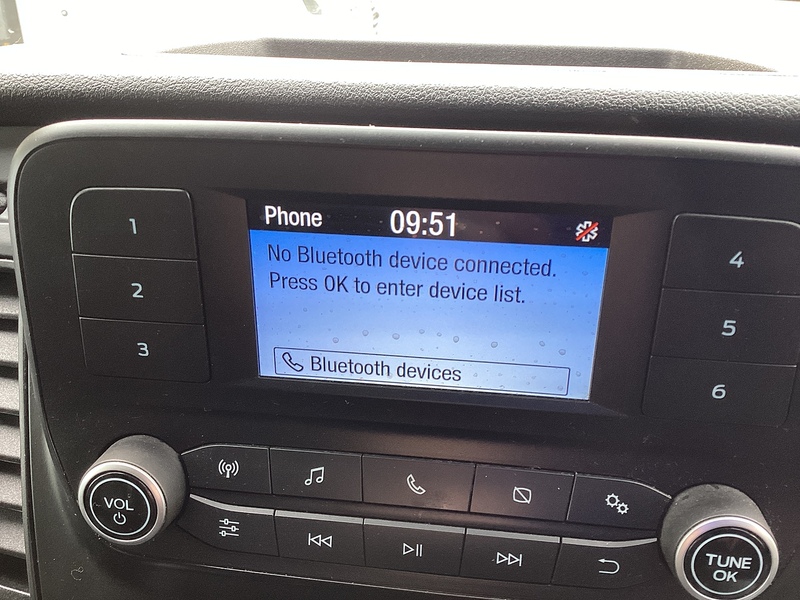 Phone 09:51
No Bluetooth device connected.
Press OK to enter device list.
Bluetooth devices
1
2
3
4
5
6
VOL
TUNE
OK